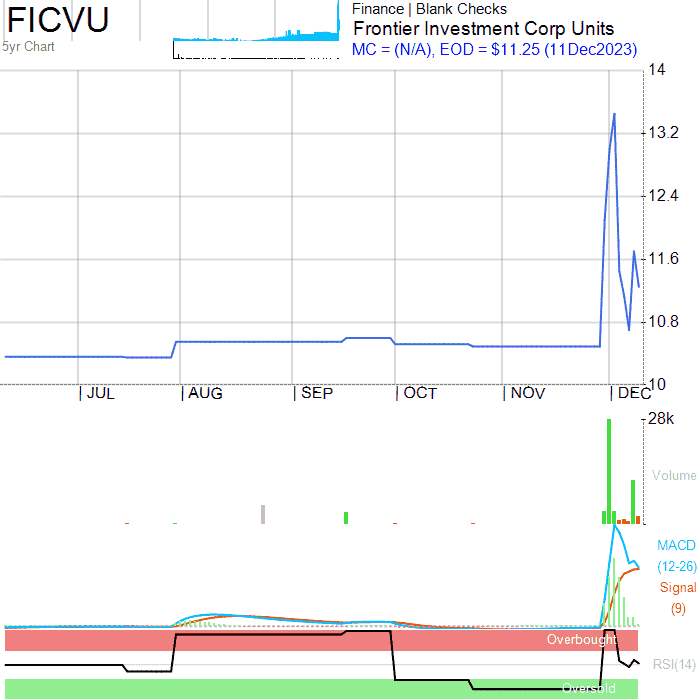 FICVU
Finance | Blank Checks
Frontier Investment Corp Units
5yr Chart
MC = (N/A), EOD = $11.25 (11Dec2023)
14
13.2
12.4
11.6
10.8
10
| JUL | AUG | SEP | OCT | NOV | DEC
28k
Volume
MACD
(12-26)
Signal
(9)
Overbought
RSI(14)
Oversold